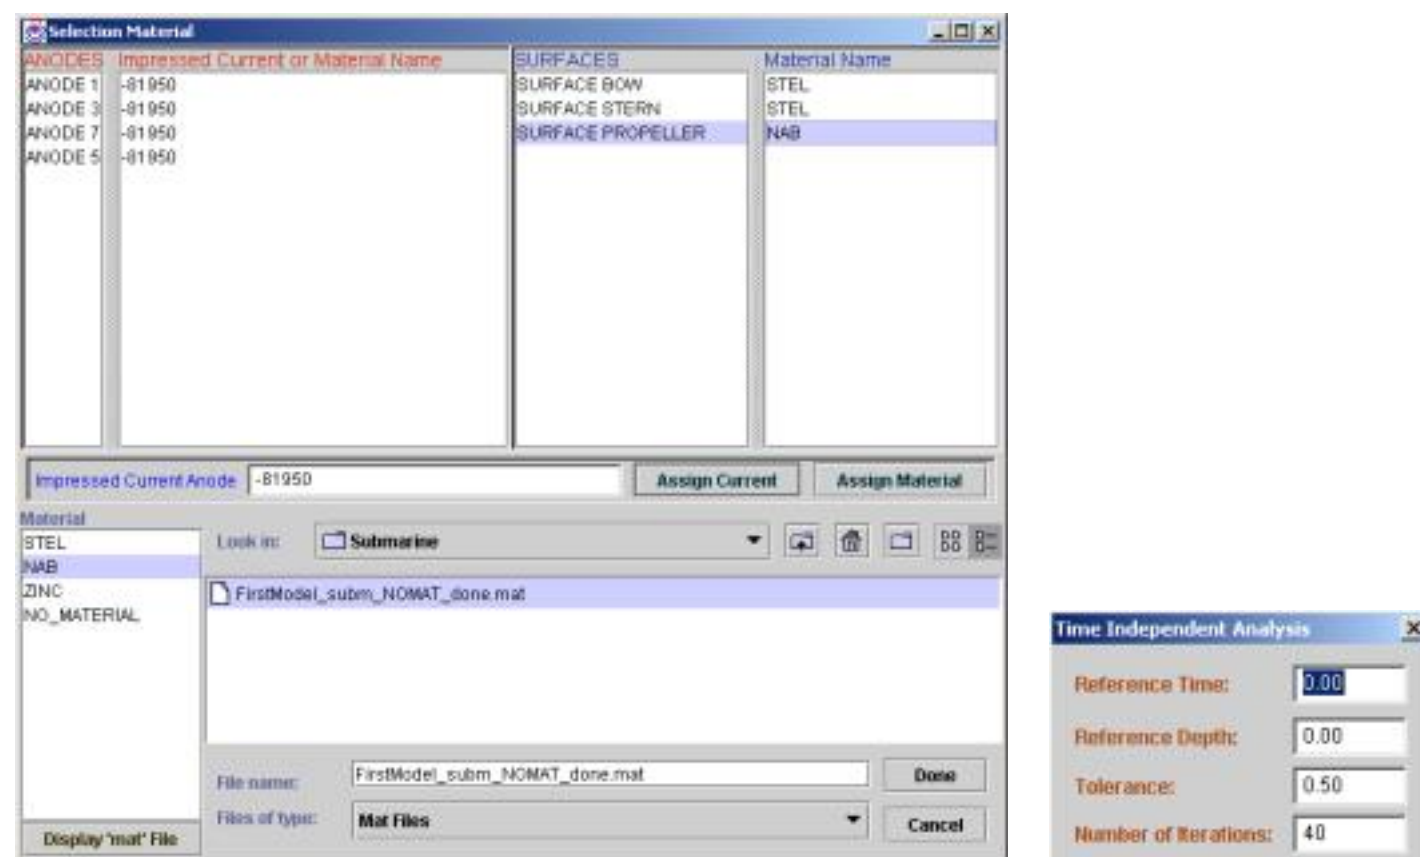 Selection Material
ANODES Impressed Current or Material Name SURFACES Material Name
ANODE 1 -81950 SURFACE BOW STEL
ANODE 3 -81950 SURFACE STERN STEL
ANODE 7 -81950 SURFACE PROPELLER NAB
ANODE 5 -81950
Impressed Current Anode -81950 Assign Current Assign Material
Material
STEL
NAB
ZINC
NO_MATERIAL
Display 'mat' File
Look in: Submarine
FirstModel_subm_NOMAT_done.mat
File name: FirstModel_subm_NOMAT_done.mat Done
Files of type: Mat Files Cancel
Time Independent Analysis
Reference Time: 0.00
Reference Depth: 0.00
Tolerance: 0.50
Number of Iterations: 40